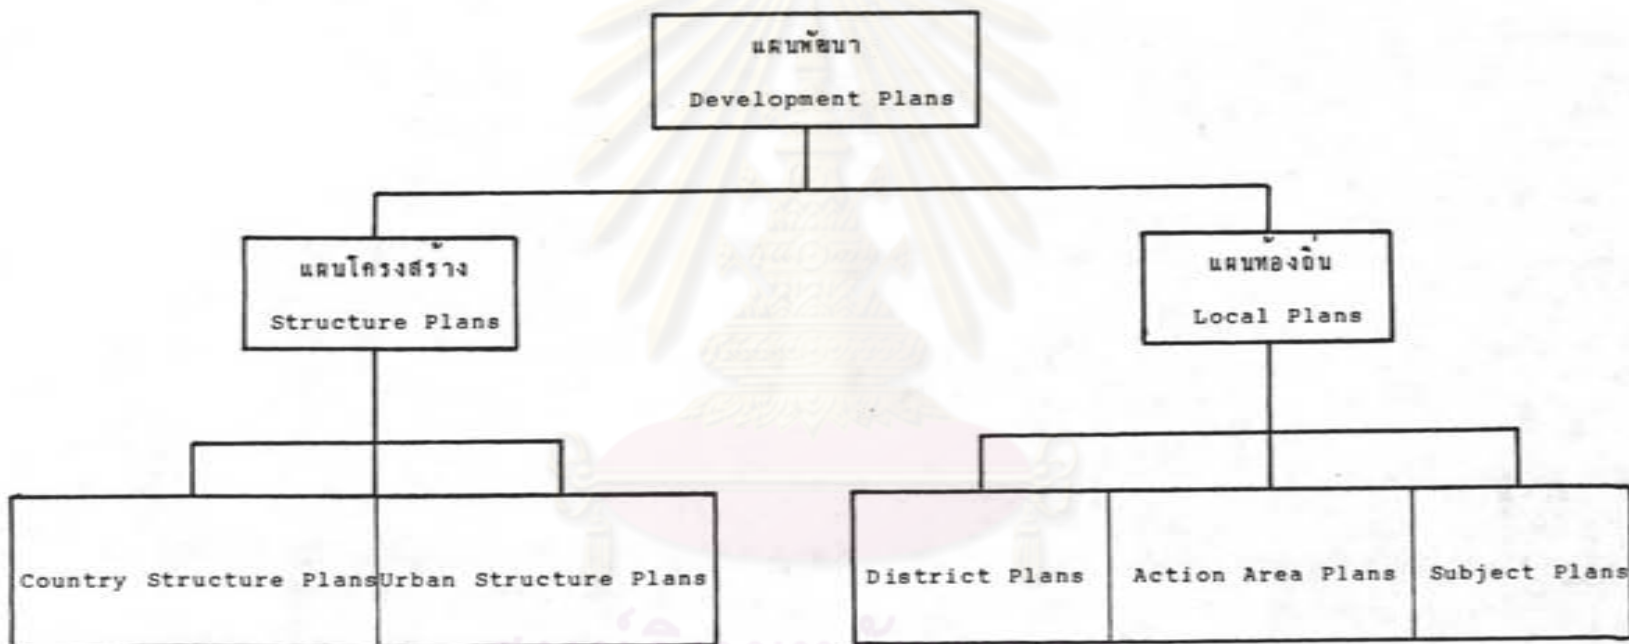 แผนพัฒนา
Development Plans
แผนโครงสร้าง
Structure Plans
แผนท้องถิ่น
Local Plans
Country Structure Plans
Urban Structure Plans
District Plans
Action Area Plans
Subject Plans